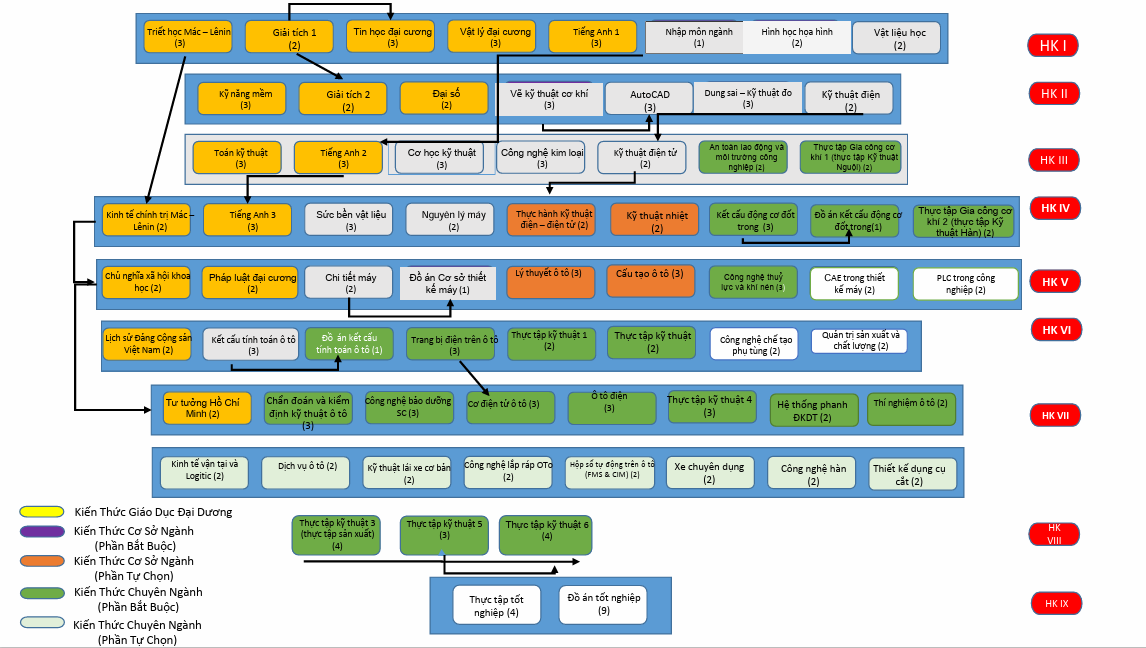 Triết học Mác – Lênin
(3)
Giải tích 1
(2)
Tin học đại cương
(3)
Vật lý đại cương
(3)
Tiếng Anh 1
(3)
Nhập môn ngành
(1)
Hình học họa hình
(2)
Vật liệu học
(2)
HK I
Kỹ năng mềm
(3)
Giải tích 2
(2)
Đại số
(2)
Vẽ kỹ thuật cơ khí
(3)
AutoCAD
(3)
Dung sai – Kỹ thuật đo
(3)
Kỹ thuật điện
(2)
HK II
Toán kỹ thuật
(3)
Tiếng Anh 2
(3)
Cơ học kỹ thuật
(3)
Công nghệ kim loại
(3)
Kỹ thuật điện tử
(2)
An toàn lao động và
môi trường công
nghiệp (2)
Thực tập Gia công cơ
khí 1 (thực tập Kỹ thuật
Nguội) (2)
HK III
Kinh tế chính trị Mác –
Lênin (2)
Tiếng Anh 3
(3)
Sức bền vật liệu
(3)
Nguyên lý máy
(2)
Thực hành Kỹ thuật
điện – điện tử (2)
Kỹ thuật nhiệt
(2)
Kết cấu động cơ đốt
trong (3)
Đồ án Kết cấu động cơ
đốt trong(1)
Thực tập Gia công cơ
khí 2 (thực tập Kỹ
thuật Hàn) (2)
HK IV
Chủ nghĩa xã hội khoa
học (2)
Pháp luật đại cương
(2)
Chi tiết máy
(2)
Đồ án Cơ sở thiết
kế máy (1)
Lý thuyết ô tô (3)
Cấu tạo ô tô (3)
Công nghệ thuỷ
lực và khí nén (3
CAE trong thiết
kế máy (2)
PLC trong công
nghiệp (2)
HK V
Lịch sử Đảng Cộng sản
Việt Nam (2)
Kết cấu tính toán ô tô
(3)
Đồ án kết cấu
tính toán ô tô (1)
Trang bị điện trên ô tô
(3)
Thực tập kỹ thuật 1
(2)
Thực tập kỹ thuật
(2)
Công nghệ chế tạo
phụ tùng (2)
Quản trị sản xuất và
chất lượng (2)
HK VI
Tư tưởng Hồ Chí
Minh (2)
Chẩn đoán và kiểm
định kỹ thuật ô tô
(3)
Công nghệ bảo dưỡng
SC (3)
Cơ điện tử ô tô (3)
Ô tô điện
(3)
Thực tập kỹ thuật 4
(3)
Hệ thống phanh
ĐKDT (2)
Thí nghiệm ô tô (2)
HK VII
Kinh tế vận tại và
Logitic (2)
Dịch vụ ô tô (2)
Kỹ thuật lái xe cơ bản
(2)
Công nghệ lắp ráp OTo
(2)
Hộp số tự động trên ô tô
(FMS & CIM) (2)
Xe chuyên dụng
(2)
Công nghệ hàn
(2)
Thiết kế dụng cụ
cắt (2)
Kiến Thức Giáo Dục Đại Dương
Kiến Thức Cơ Sở Ngành
(Phần Bắt Buộc)
Kiến Thức Cơ Sở Ngành
(Phần Tự Chọn)
Kiến Thức Chuyên Ngành
(Phần Bắt Buộc)
Kiến Thức Chuyên Ngành
(Phần Tự Chọn)
Thực tập kỹ thuật 3
(thực tập sản xuất)
(4)
Thực tập kỹ thuật 5
(3)
Thực tập kỹ thuật 6
(4)
HK
VIII
Thực tập tốt
nghiệp (4)
Đồ án tốt nghiệp
(9)
HK IX